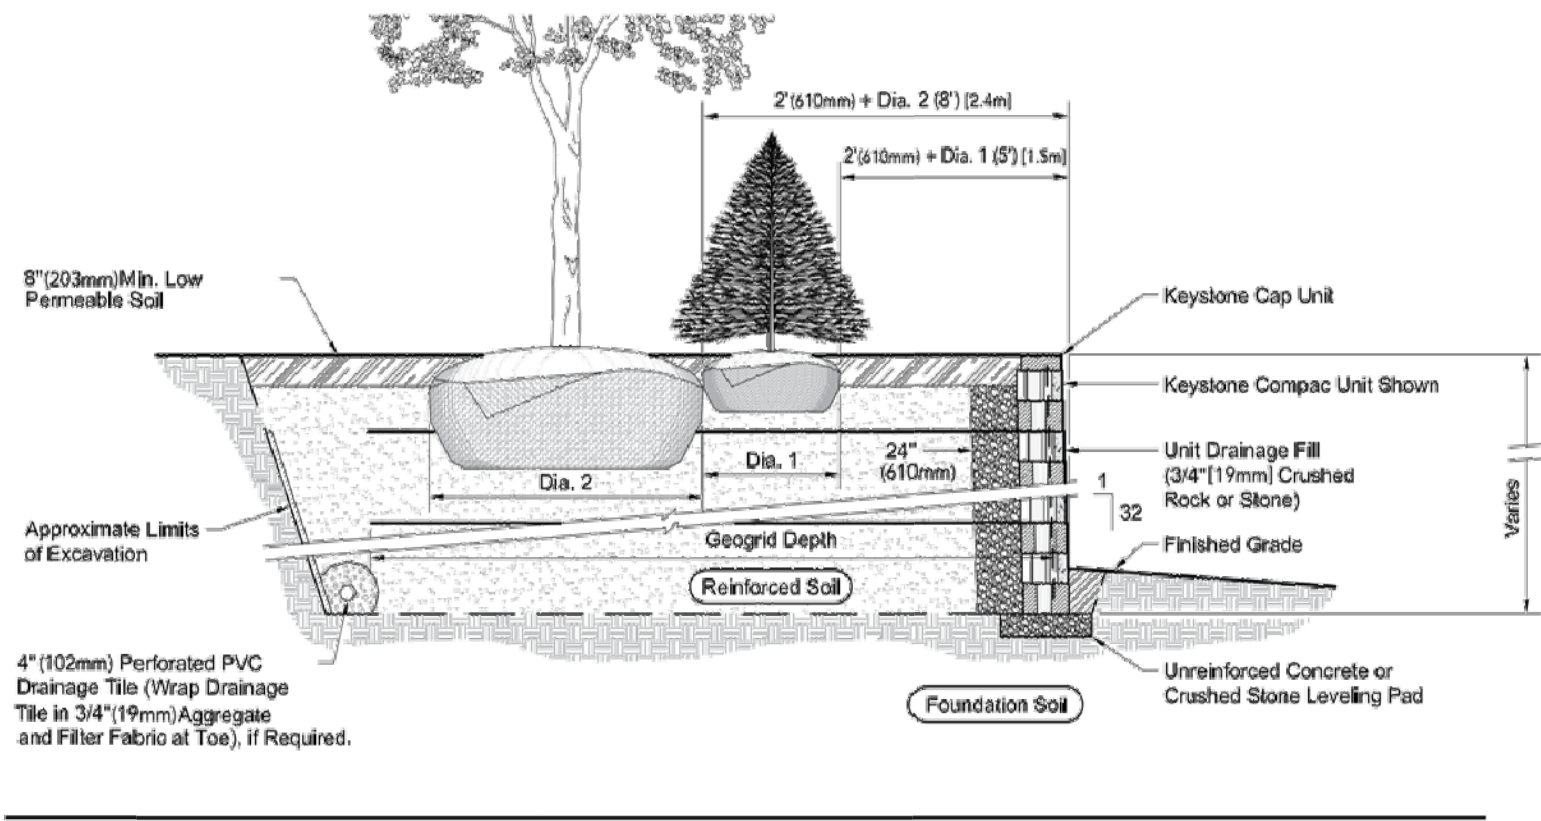 2'(610mm) + Dia. 2 (8') [2.4m]
2'(610mm) + Dia. 1 (5') [1.5m]
8"(203mm)Min. Low
Permeable Soil
Keystone Cap Unit
Keystone Compac Unit Shown
Unit Drainage Fill
(3/4"[19mm] Crushed
Rock or Stone)
24"
(610mm)
Dia. 1
Dia. 2
1
32
Varies
Approximate Limits
of Excavation
Geogrid Depth
Finished Grade
Reinforced Soil
4"(102mm) Perforated PVC
Drainage Tile (Wrap Drainage
Tile in 3/4"(19mm)Aggregate
and Filter Fabric at Toe), if Required.
Unreinforced Concrete or
Crushed Stone Leveling Pad
Foundation Soil